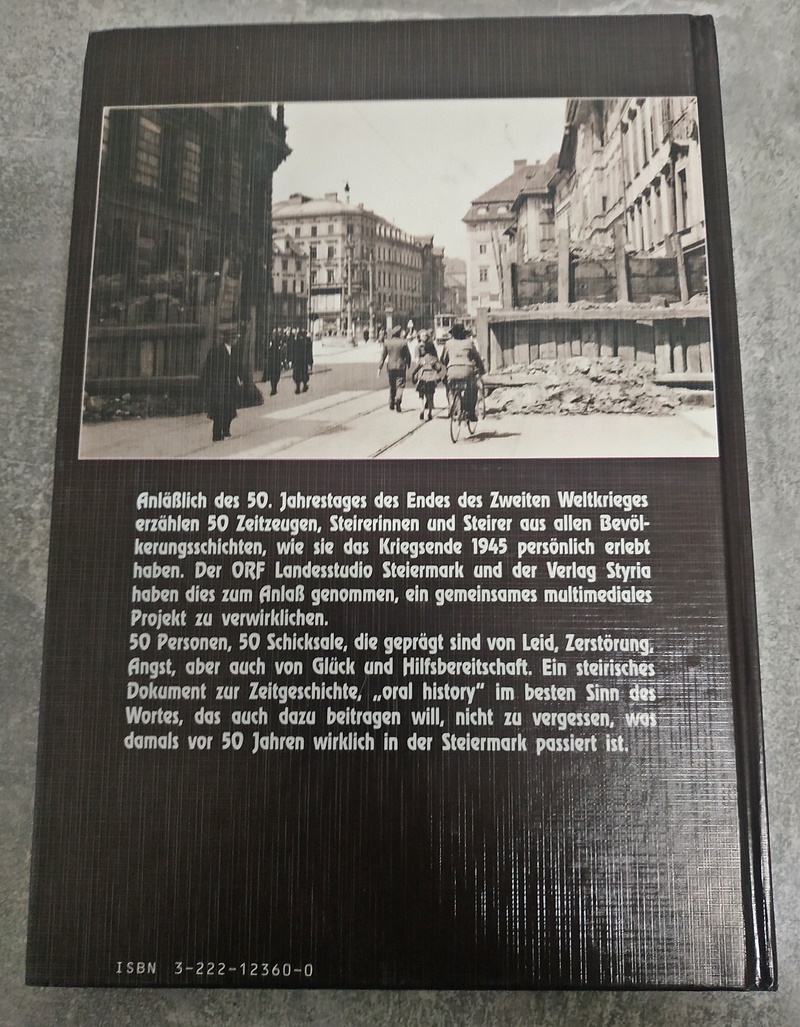 Anläßlich des 50. Jahrestages des Endes des Zweiten Weltkrieges
erzählen 50 Zeitzeugen, Steirerinnen und Steirer aus allen Bevöl-
kerungsschichten, wie sie das Kriegsende 1945 persönlich erlebt
haben. Der ORF Landesstudio Steiermark und der Verlag Styria
haben dies zum Anlaß genommen, ein gemeinsames multimediales
Projekt zu verwirklichen.
50 Personen, 50 Schicksale, die geprägt sind von Leid, Zerstörung,
Angst, aber auch von Glück und Hilfsbereitschaft. Ein steirisches
Dokument zur Zeitgeschichte, „oral history" im besten Sinn des
Wortes, das auch dazu beitragen will, nicht zu vergessen, was
damals vor 50 Jahren wirklich in der Steiermark passiert ist.
ISBN 3-222-12360-0